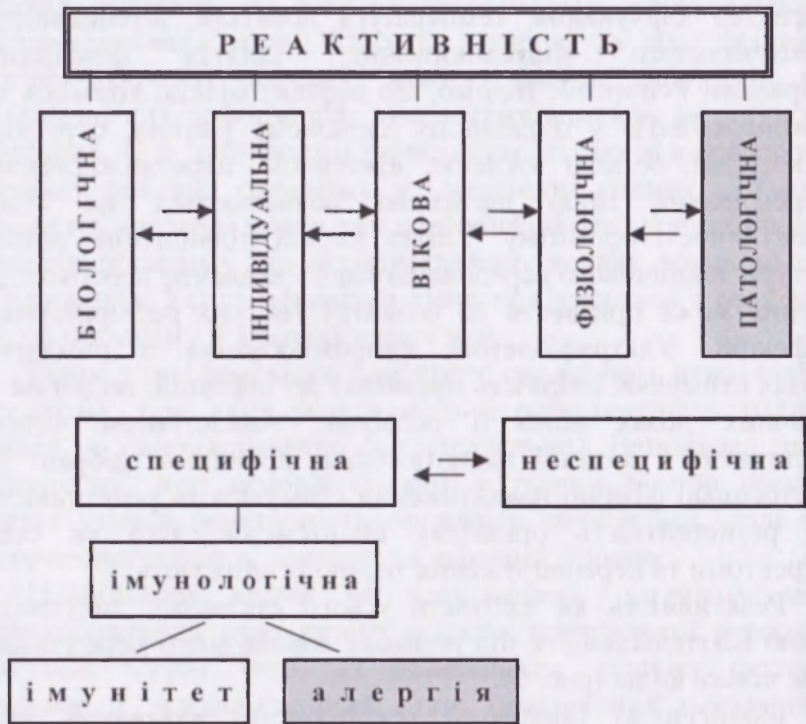 РЕАКТИВНІСТЬ
БІОЛОГІЧНА
ІНДИВІДУАЛЬНА
ВІКОВА
ФІЗІОЛОГІЧНА
ПАТОЛОГІЧНА
специфічна
неспецифічна
імунологічна
імунітет
алергія